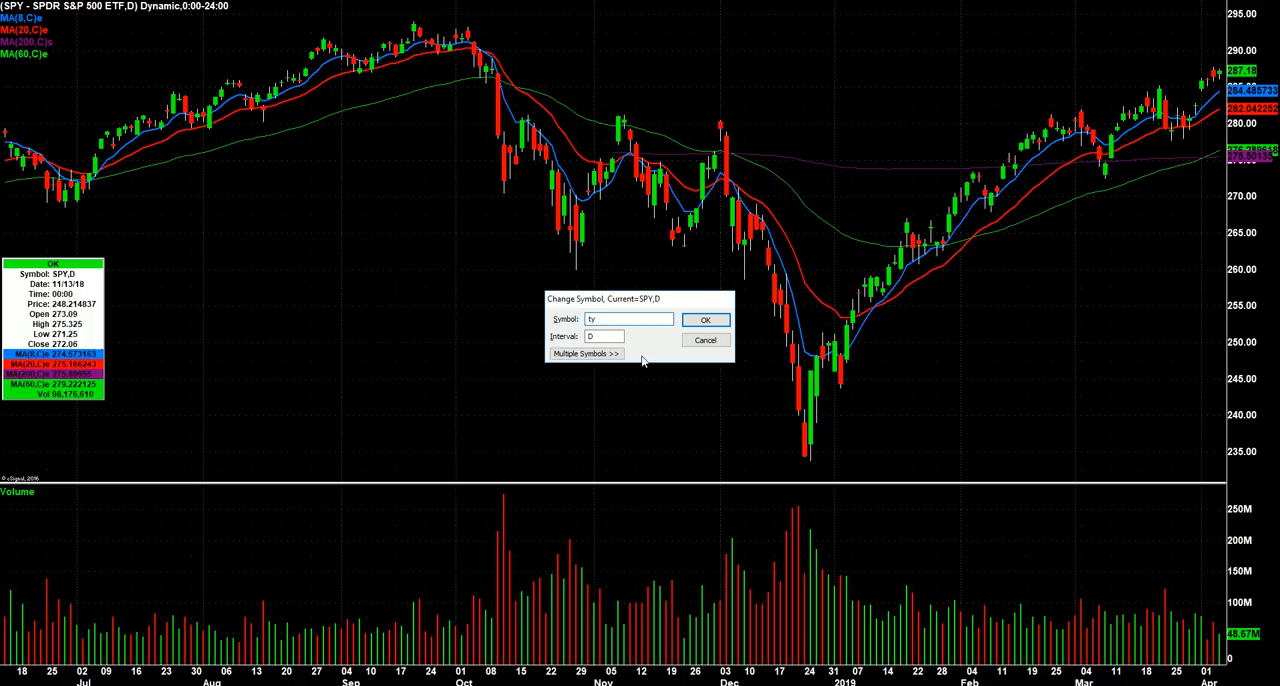 (SPY - SPDR S&P 500 ETF,D) Dynamic,0:00-24:00
MA(8,C)e
MA(20,C)e
MA(200,C)s
MA(60,C)e
295.00
290.00
287.18
284.485733
282.042252
280.00
275.50133
270.00
265.00
260.00
255.00
250.00
245.00
240.00
235.00
OK
Symbol: SPY,D
Date: 11/13/18
Time: 00:00
Price: 248.214837
Open 273.09
High 275.325
Low 271.25
Close 272.06
MA(8,C)e 274.573163
MA(20,C)e 275.166243
MA(200,C)s 275.89955
MA(60,C)e 279.222125
Vol 98,176,610
Change Symbol, Current=SPY,D
Symbol: ty
OK
Interval: D
Cancel
Multiple Symbols >>
© eSignal, 2016
Volume
250M
200M
150M
100M
48.67M
0
18 25 02 09 16 23 30 06 13 20 27 04 10 17 24 01 08 15 22 29 05 12 19 26 03 10 17 24 31 07 14 22 28 04 11 19 25 04 11 18 25 01
Jul Aug Sep Oct Nov Dec 2019 Feb Mar Apr